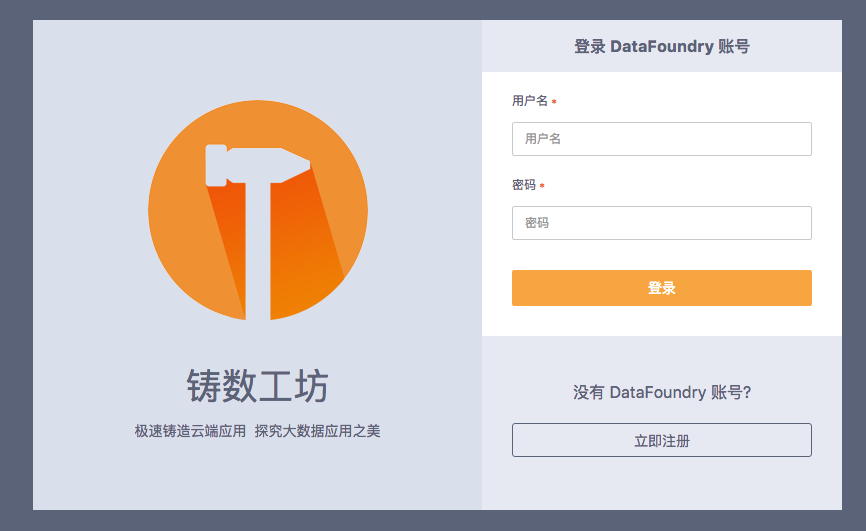 铸数工坊
极速铸造云端应用 探究大数据应用之美
登录 DataFoundry 账号
用户名 *
用户名
密码 *
密码
登录
没有 DataFoundry 账号?
立即注册